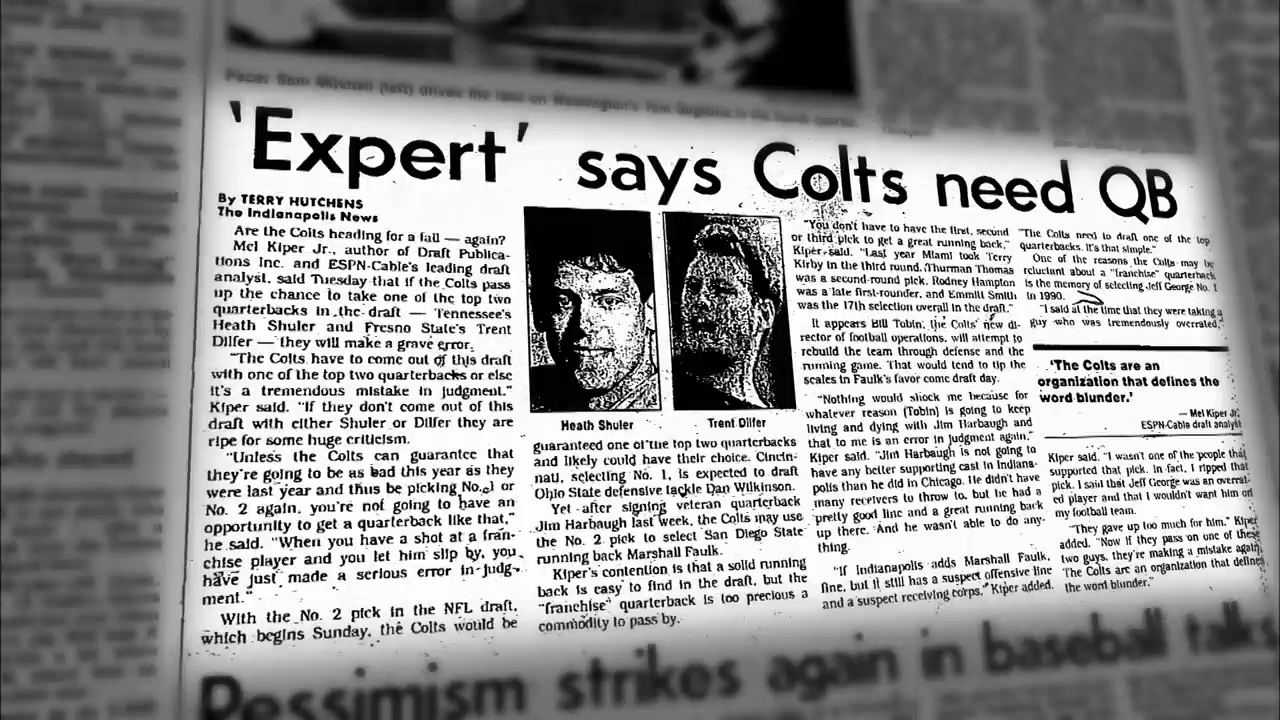 'Expert' says Colts need QB
By TERRY HUTCHENS
The Indianapolis News
Are the Colts heading for a fall — again?
Mel Kiper Jr., author of Draft Publica-
tions Inc. and ESPN-Cable's leading draft
analyst, said Tuesday that if the Colts pass
up the chance to take one of the top two
quarterbacks in the draft — Tennessee's
Heath Shuler and Fresno State's Trent
Dilfer — they will make a grave error.
"The Colts have to come out of this draft
with one of the top two quarterbacks or else
it's a tremendous mistake in judgment,"
Kiper said. "If they don't come out of this
draft with either Shuler or Dilfer they are
ripe for some huge criticism.
"Unless the Colts can guarantee that
they're going to be as bad this year as they
were last year and thus be picking No. 1 or
No. 2 again, you're not going to have an
opportunity to get a quarterback like that,"
he said. "When you have a shot at a fran-
chise player and you let him slip by, you
have just made a serious error in judg-
ment."
With the No. 2 pick in the NFL draft,
which begins Sunday, the Colts would be
Heath Shuler
Trent Dilfer
guaranteed one of the top two quarterbacks
and likely could have their choice. Cincin-
nati, selecting No. 1, is expected to draft
Ohio State defensive tackle Dan Wilkinson.
Yet after signing veteran quarterback
Jim Harbaugh last week, the Colts may use
the No. 2 pick to select San Diego State
running back Marshall Faulk.
Kiper's contention is that a solid running
back is easy to find in the draft, but the
"franchise" quarterback is too precious a
commodity to pass by.
"You don't have to have the first, second
or third pick to get a great running back,"
Kiper said. "Last year Miami took Terry
Kirby in the third round. Thurman Thomas
was a second-round pick. Rodney Hampton
was a late first-rounder, and Emmitt Smith
was the 17th selection overall in the draft."
It appears Bill Tobin, the Colts' new di-
rector of football operations, will attempt to
rebuild the team through defense and the
running game. That would tend to tip the
scales in Faulk's favor come draft day.
"Nothing would shock me because for
whatever reason (Tobin) is going to keep
living and dying with Jim Harbaugh and
that to me is an error in judgment again,"
Kiper said. "Jim Harbaugh is not going to
have any better supporting cast in Indiana-
polis than he did in Chicago. He didn't have
many receivers to throw to, but he had a
pretty good line and a great running back
up there. And he wasn't able to do any-
thing.
"If Indianapolis adds Marshall Faulk,
fine, but it still has a suspect offensive line
and a suspect receiving corps," Kiper added.
"The Colts need to draft one of the top
quarterbacks. It's that simple."
One of the reasons the Colts may be
reluctant about a "franchise" quarterback
is the memory of selecting Jeff George No. 1
in 1990.
"I said at the time that they were taking a
guy who was tremendously overrated,"
'The Colts are an
organization that defines the
word blunder.'
— Mel Kiper Jr.
ESPN-Cable draft analyst
Kiper said. "I wasn't one of the people that
supported that pick. In fact, I ripped that
pick. I said that Jeff George was an overrat-
ed player and that I wouldn't want him on
my football team.
"They gave up too much for him," Kiper
added. "Now if they pass on one of these
two guys, they're making a mistake again.
The Colts are an organization that defines
the word blunder."
Pessimism strikes again in baseball talks